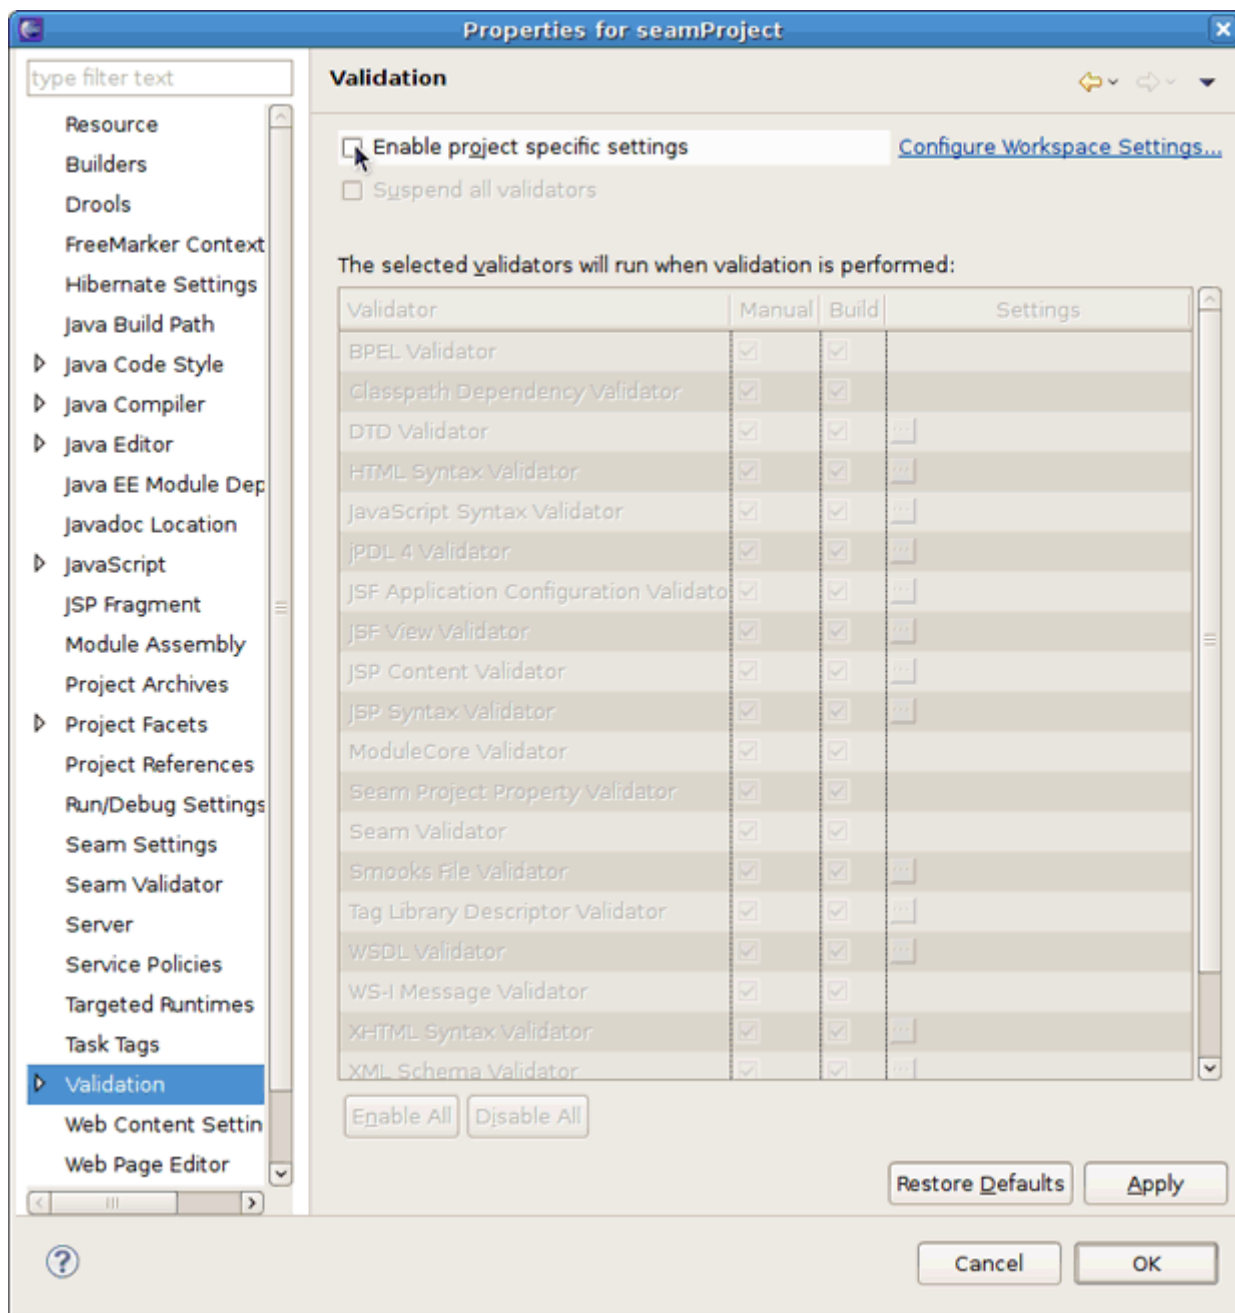 Properties for seamProject
type filter text
Resource
Builders
Drools
FreeMarker Context
Hibernate Settings
Java Build Path
Java Code Style
Java Compiler
Java Editor
Java EE Module Dep
Javadoc Location
JavaScript
JSP Fragment
Module Assembly
Project Archives
Project Facets
Project References
Run/Debug Settings
Seam Settings
Seam Validator
Server
Service Policies
Targeted Runtimes
Task Tags
Validation
Web Content Settin
Web Page Editor
Validation
Enable project specific settings Configure Workspace Settings...
Suspend all validators
The selected validators will run when validation is performed:
Validator Manual Build Settings
BPEL Validator
Classpath Dependency Validator
DTD Validator ...
HTML Syntax Validator ...
JavaScript Syntax Validator ...
jPDL 4 Validator ...
JSF Application Configuration Validato ...
JSF View Validator ...
JSP Content Validator ...
JSP Syntax Validator ...
ModuleCore Validator
Seam Project Property Validator
Seam Validator
Smooks File Validator ...
Tag Library Descriptor Validator ...
WSDL Validator ...
WS-I Message Validator
XHTML Syntax Validator ...
XML Schema Validator ...
Enable All Disable All
Restore Defaults Apply
? Cancel OK